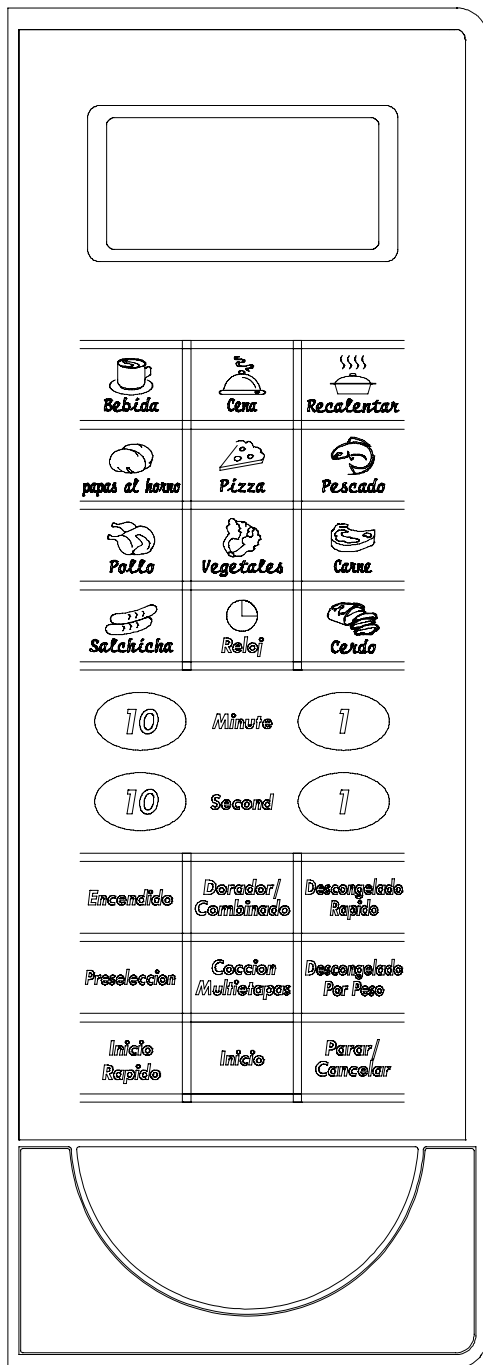 Bebida
Cena
Recalentar
papas al horno
Pizza
Pescado
Pollo
Vegetales
Carne
Salchicha
Reloj
Cerdo
10 Minute 1
10 Second 1
Encendido
Dorador/
Combinado
Descongelado
Rapido
Preseleccion
Coccion
Multietapas
Descongelado
Por Peso
Inicio
Rapido
Inicio
Parar/
Cancelar